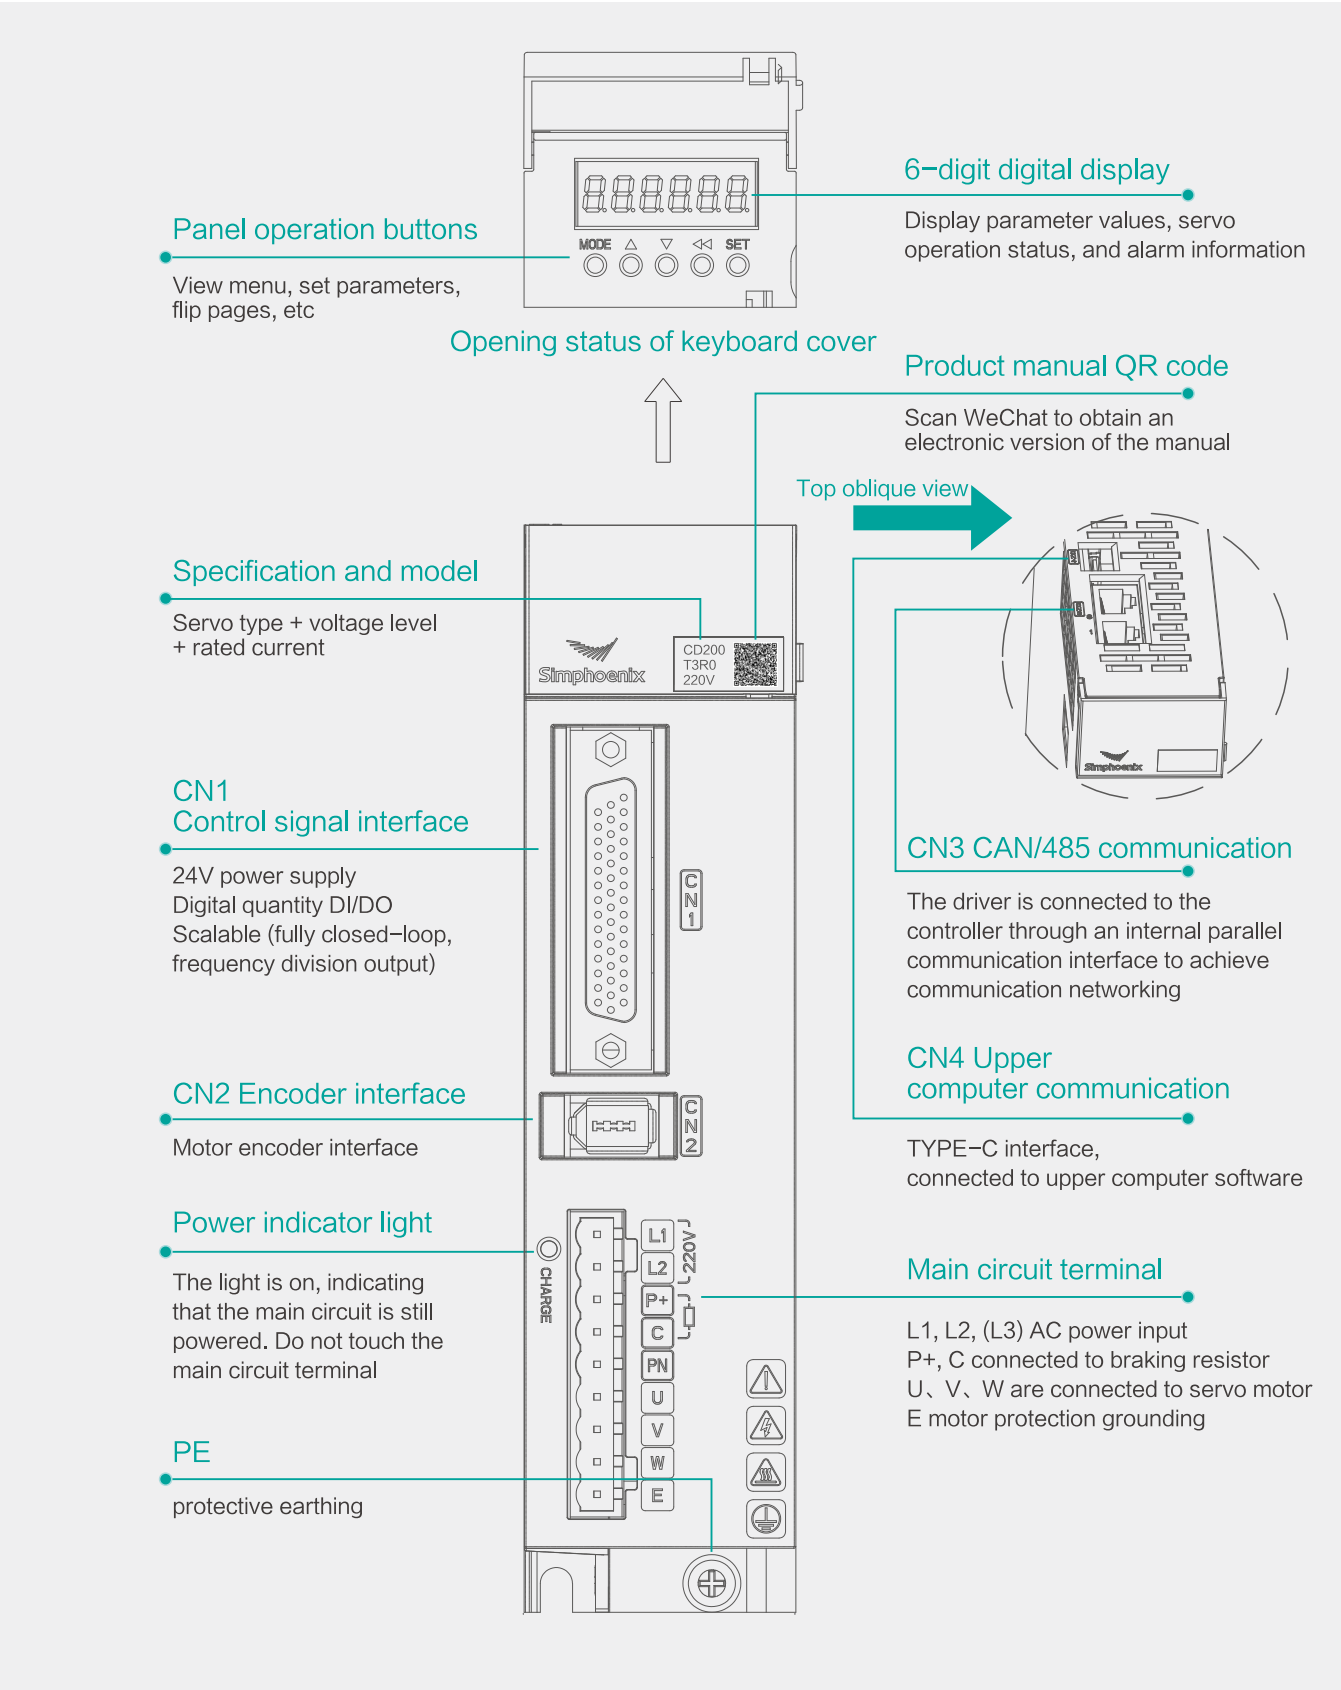 MODE △ ▽ ◁◁ SET
6-digit digital display
Display parameter values, servo
operation status, and alarm information
Panel operation buttons
View menu, set parameters,
flip pages, etc
Opening status of keyboard cover
Product manual QR code
Scan WeChat to obtain an
electronic version of the manual
Top oblique view
Specification and model
Servo type + voltage level
+ rated current
Simphoenix
CD200
T3R0
220V
Simphoenix
CN1
Control signal interface
24V power supply
Digital quantity DI/DO
Scalable (fully closed-loop,
frequency division output)
CN1
CN3 CAN/485 communication
The driver is connected to the
controller through an internal parallel
communication interface to achieve
communication networking
CN4 Upper
computer communication
TYPE-C interface,
connected to upper computer software
CN2 Encoder interface
Motor encoder interface
CN2
Power indicator light
The light is on, indicating
that the main circuit is still
powered. Do not touch the
main circuit terminal
CHARGE
L1
L2
220V
P+
C
PN
U
V
W
E
Main circuit terminal
L1, L2, (L3) AC power input
P+, C connected to braking resistor
U、V、W are connected to servo motor
E motor protection grounding
PE
protective earthing